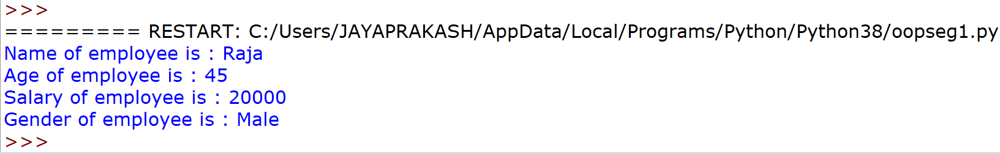 >>>
========= RESTART: C:/Users/JAYAPRAKASH/AppData/Local/Programs/Python/Python38/oopseg1.py
Name of employee is : Raja
Age of employee is : 45
Salary of employee is : 20000
Gender of employee is : Male
>>>